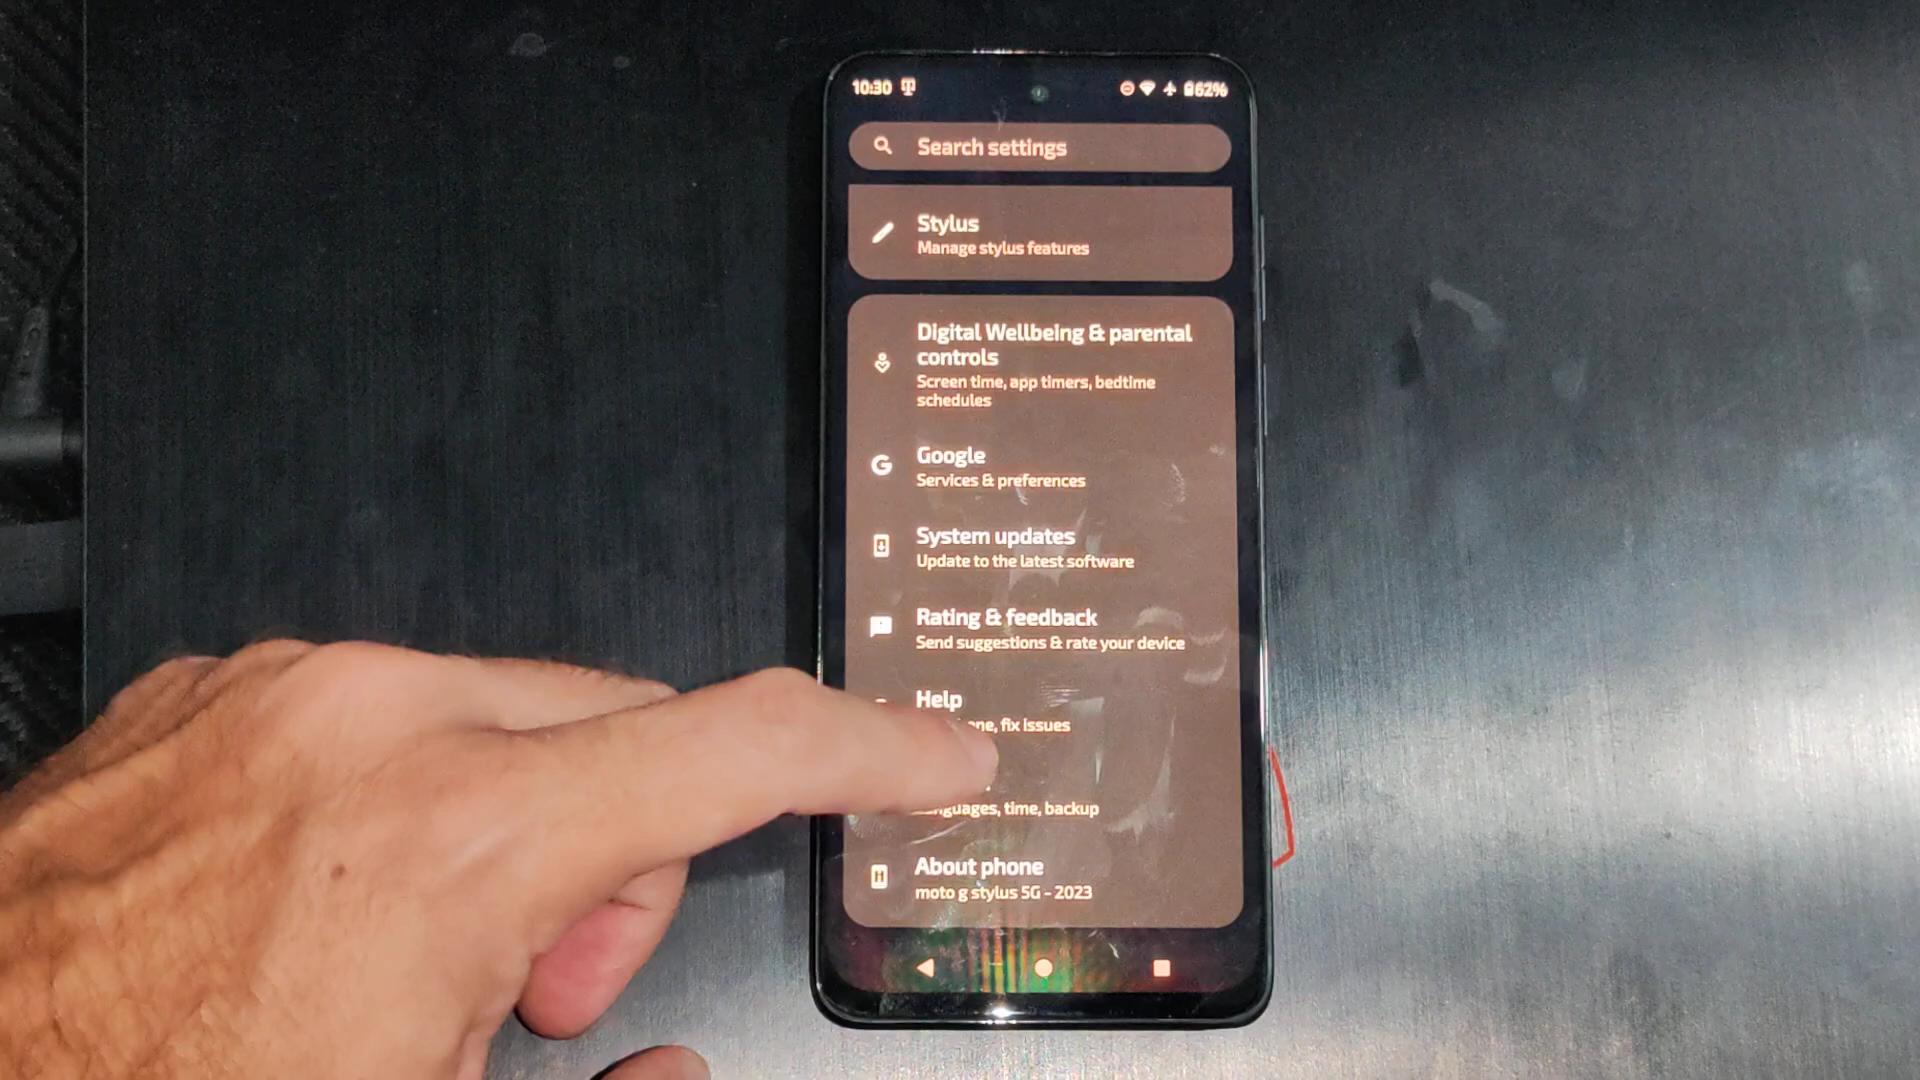 10:30
62%
Search settings
Stylus
Manage stylus features
Digital Wellbeing & parental
controls
Screen time, app timers, bedtime
schedules
Google
Services & preferences
System updates
Update to the latest software
Rating & feedback
Send suggestions & rate your device
Help
fix issues
time, backup
About phone
moto g stylus 5G - 2023